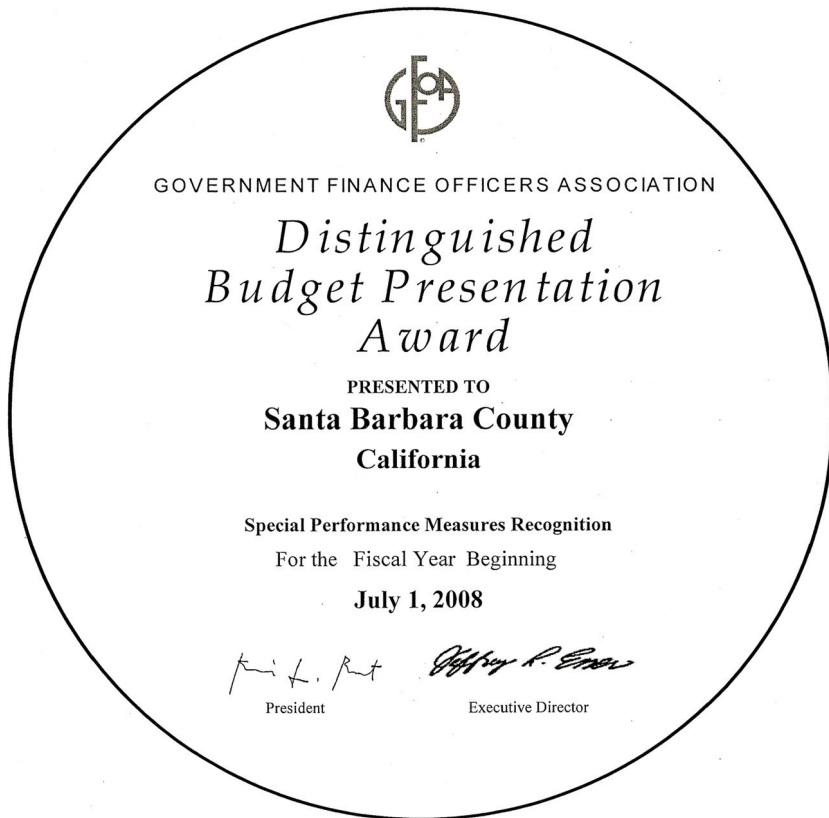 GFOA
GOVERNMENT FINANCE OFFICERS ASSOCIATION
Distinguished
Budget Presentation
Award
PRESENTED TO
Santa Barbara County
California
Special Performance Measures Recognition
For the Fiscal Year Beginning
July 1, 2008
President
Executive Director